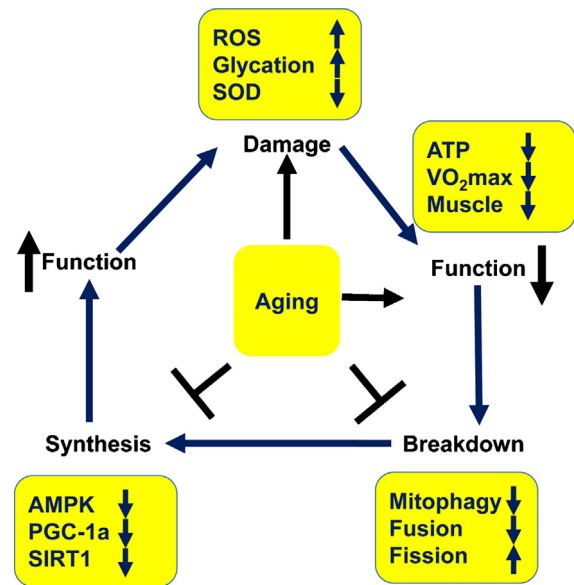 ROS
Glycation
SOD
Damage
ATP
VO₂max
Muscle
Function
Function
Aging
Synthesis
Breakdown
AMPK
PGC-1a
SIRT1
Mitophagy
Fusion
Fission